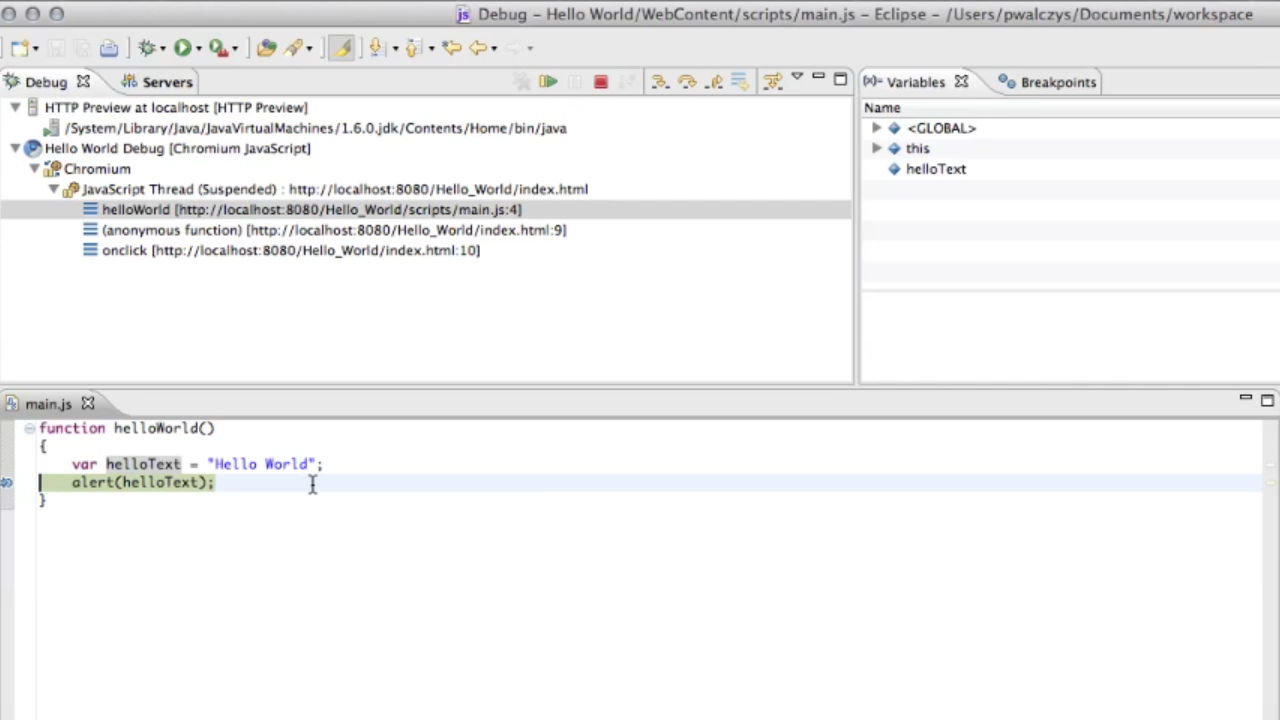 Debug – Hello World/WebContent/scripts/main.js – Eclipse – /Users/pwalczys/Documents/workspace
Debug Servers
HTTP Preview at localhost [HTTP Preview]
/System/Library/Java/JavaVirtualMachines/1.6.0.jdk/Contents/Home/bin/java
Hello World Debug [Chromium JavaScript]
Chromium
JavaScript Thread (Suspended) : http://localhost:8080/Hello_World/index.html
helloWorld [http://localhost:8080/Hello_World/scripts/main.js:4]
(anonymous function) [http://localhost:8080/Hello_World/index.html:9]
onclick [http://localhost:8080/Hello_World/index.html:10]
(x)= Variables Breakpoints
Name
<GLOBAL>
this
helloText
main.js
function helloWorld()
{
var helloText = "Hello World";
alert(helloText);
}